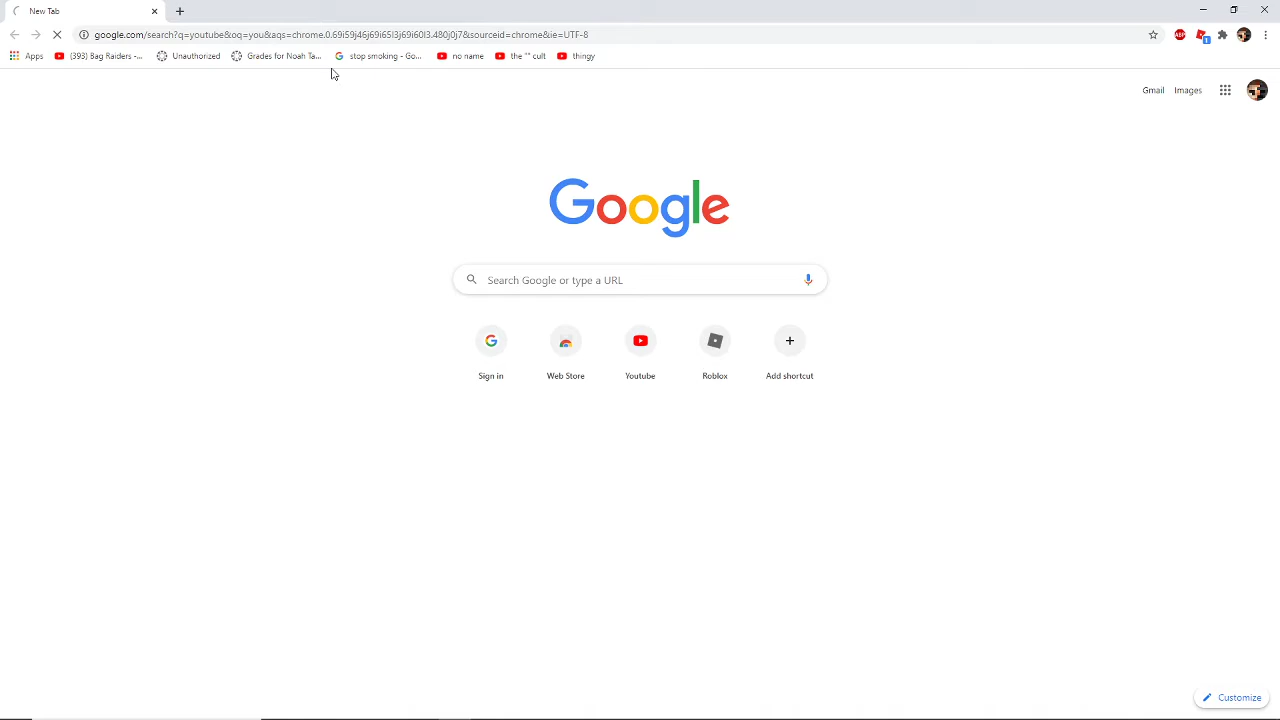 New Tab
google.com/search?q=youtube&oq=you&aqs=chrome.0.69i59j46j69i65l3j69i60l3.480j0j7&sourceid=chrome&ie=UTF-8
ABP
1
Apps
(393) Bag Raiders -...
Unauthorized
Grades for Noah Ta...
stop smoking - Go...
no name
the "" cult
thingy
Gmail
Images
Google
Search Google or type a URL
Sign in
Web Store
Youtube
Roblox
Add shortcut
Customize